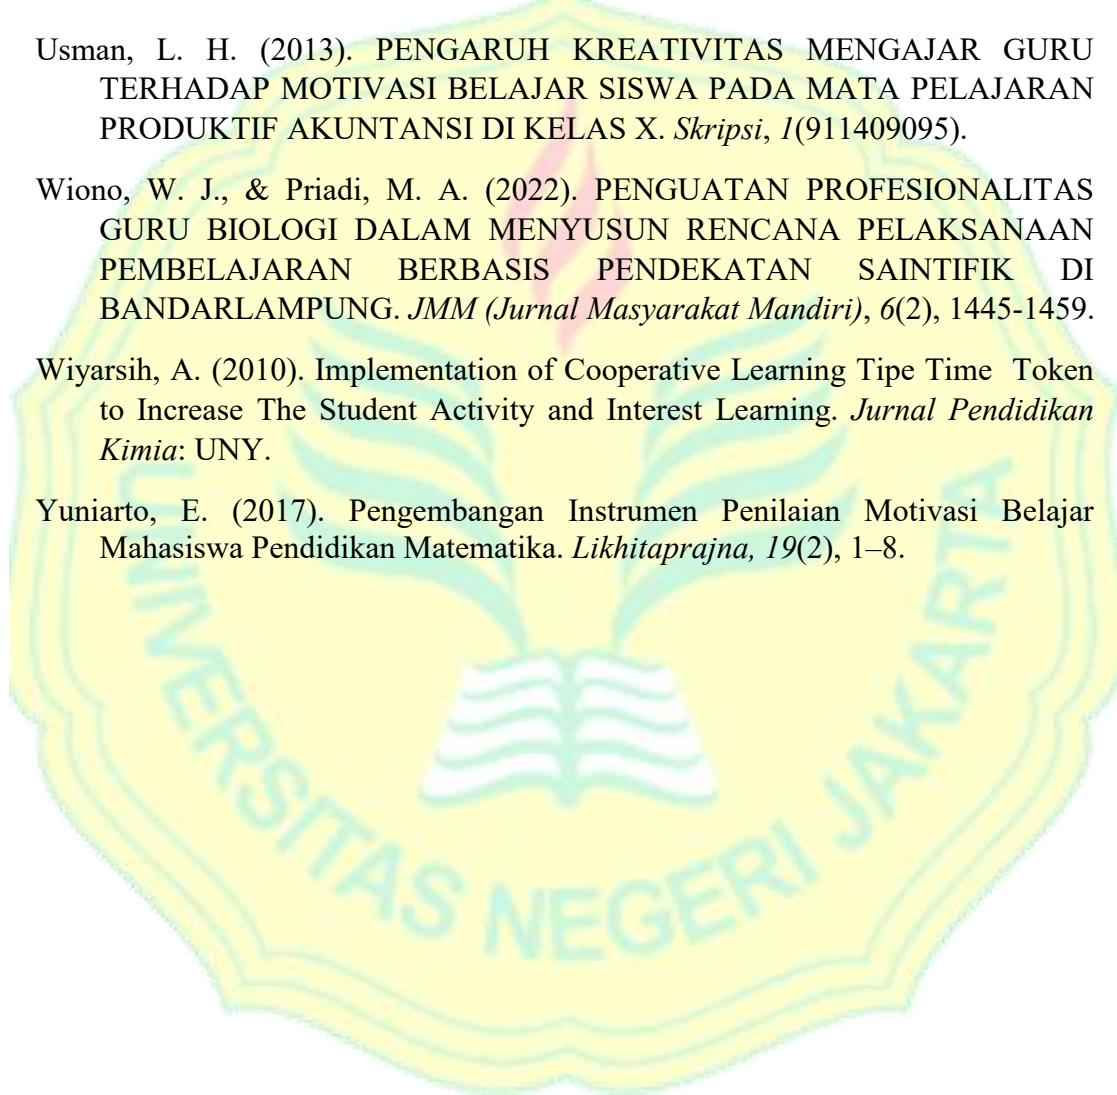 Usman, L. H. (2013). PENGARUH KREATIVITAS MENGAJAR GURU
TERHADAP MOTIVASI BELAJAR SISWA PADA MATA PELAJARAN
PRODUKTIF AKUNTANSI DI KELAS X. Skripsi, 1(911409095).
Wiono, W. J., & Priadi, M. A. (2022). PENGUATAN PROFESIONALITAS
GURU BIOLOGI DALAM MENYUSUN RENCANA PELAKSANAAN
PEMBELAJARAN BERBASIS PENDEKATAN SAINTIFIK DI
BANDARLAMPUNG. JMM (Jurnal Masyarakat Mandiri), 6(2), 1445-1459.
Wiyarsih, A. (2010). Implementation of Cooperative Learning Tipe Time Token
to Increase The Student Activity and Interest Learning. Jurnal Pendidikan
Kimia: UNY.
Yuniarto, E. (2017). Pengembangan Instrumen Penilaian Motivasi Belajar
Mahasiswa Pendidikan Matematika. Likhitaprajna, 19(2), 1–8.
UNIVERSITAS NEGERI JAKARTA